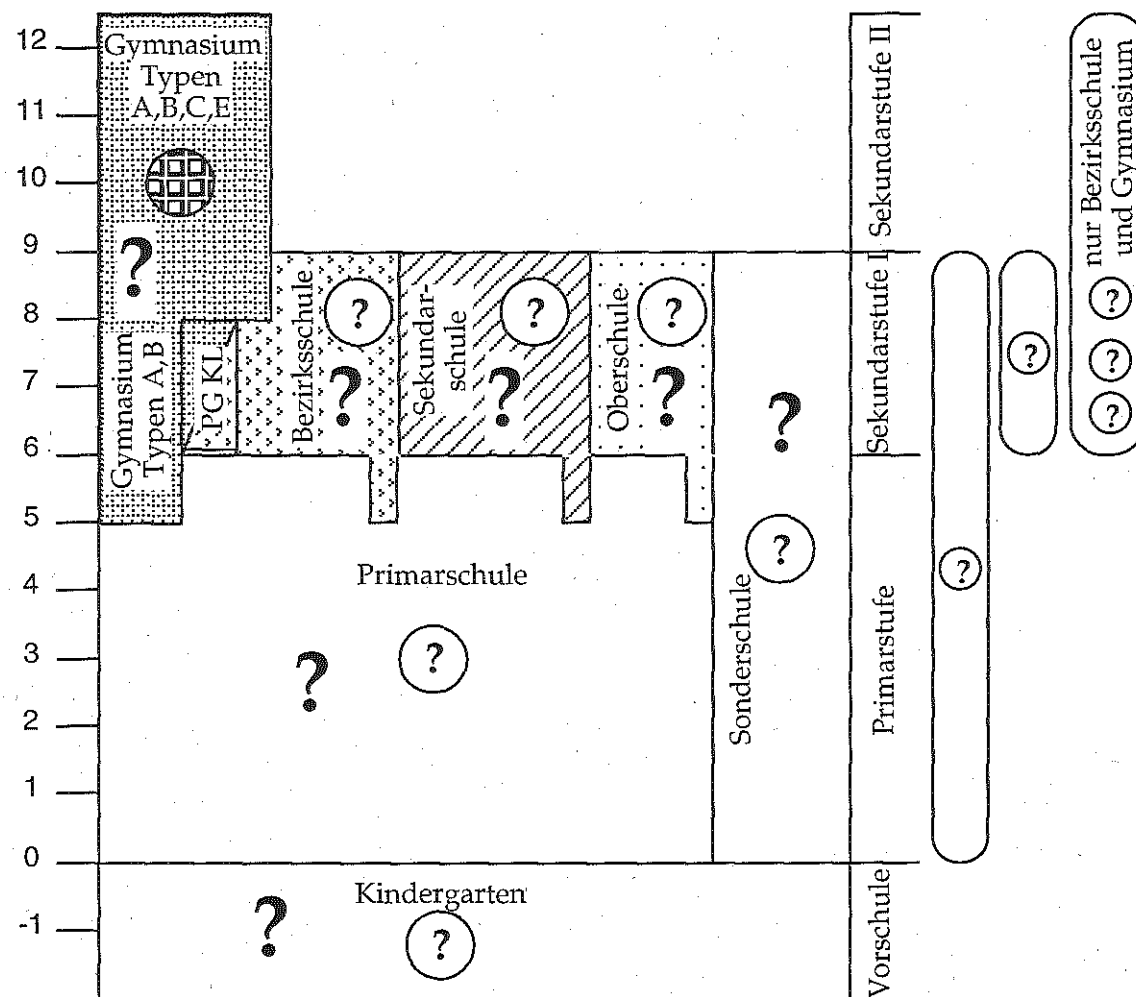 12
11
10
9
8
7
6
5
4
3
2
1
0
-1
Gymnasium
Typen
A,B,C,E
?
Gymnasium
Typen A,B
PG KL
Bezirksschule
?
?
Sekundar-
schule
?
?
Oberschule
?
?
?
?
Sonderschule
Primarschule
?
?
Kindergarten
?
?
Sekundarstufe II
Sekundarstufe I
Primarstufe
Vorschule
?
?
nur Bezirksschule
und Gymnasium
?
?
?